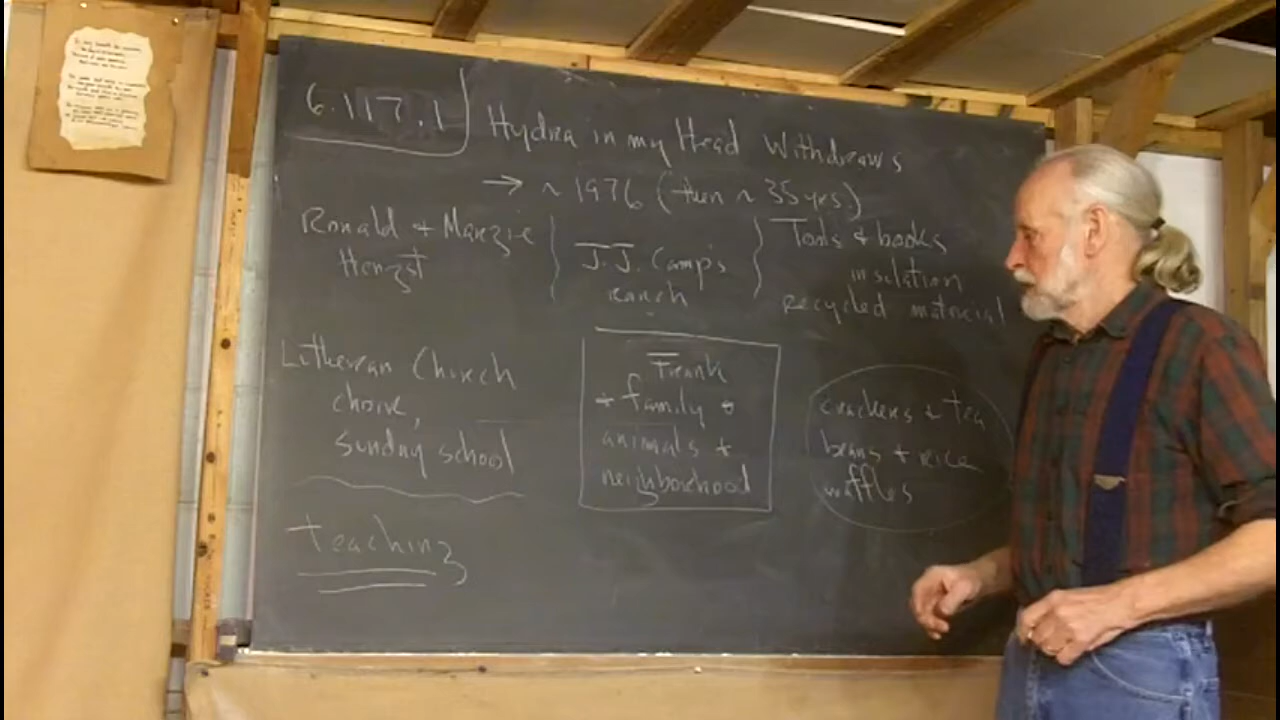 6.117.1
Hydra in my Head Withdraws
→ ~ 1976 (then ~ 35 yrs.)
Ronald + Margie
Hengst
J.J. Camp's
ranch
Tools & books
insulation
recycled material
Lutheran Church
choir,
Sunday school
Frank
+ family +
animals +
neighborhood
crackers & tea
beans + rice
waffles
teaching